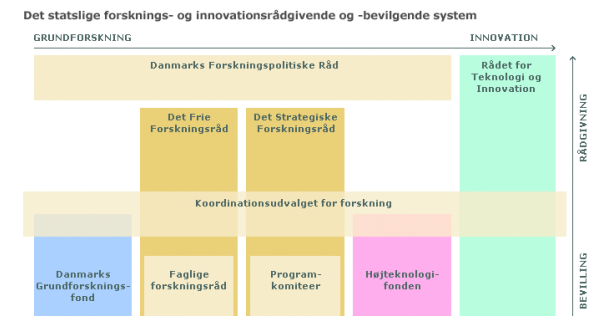 Det statslige forsknings- og innovationsrådgivende og -bevilgende system
GRUNDFORSKNING
INNOVATION
Danmarks Forskningspolitiske Råd
Rådet for
Teknologi og
Innovation
RÅDGIVNING
Det Frie
Forskningsråd
Det Strategiske
Forskningsråd
Koordinationsudvalget for forskning
Danmarks
Grundforsknings-
fond
Faglige
forskningsråd
Program-
komiteer
Højteknologi-
fonden
BEVILLING